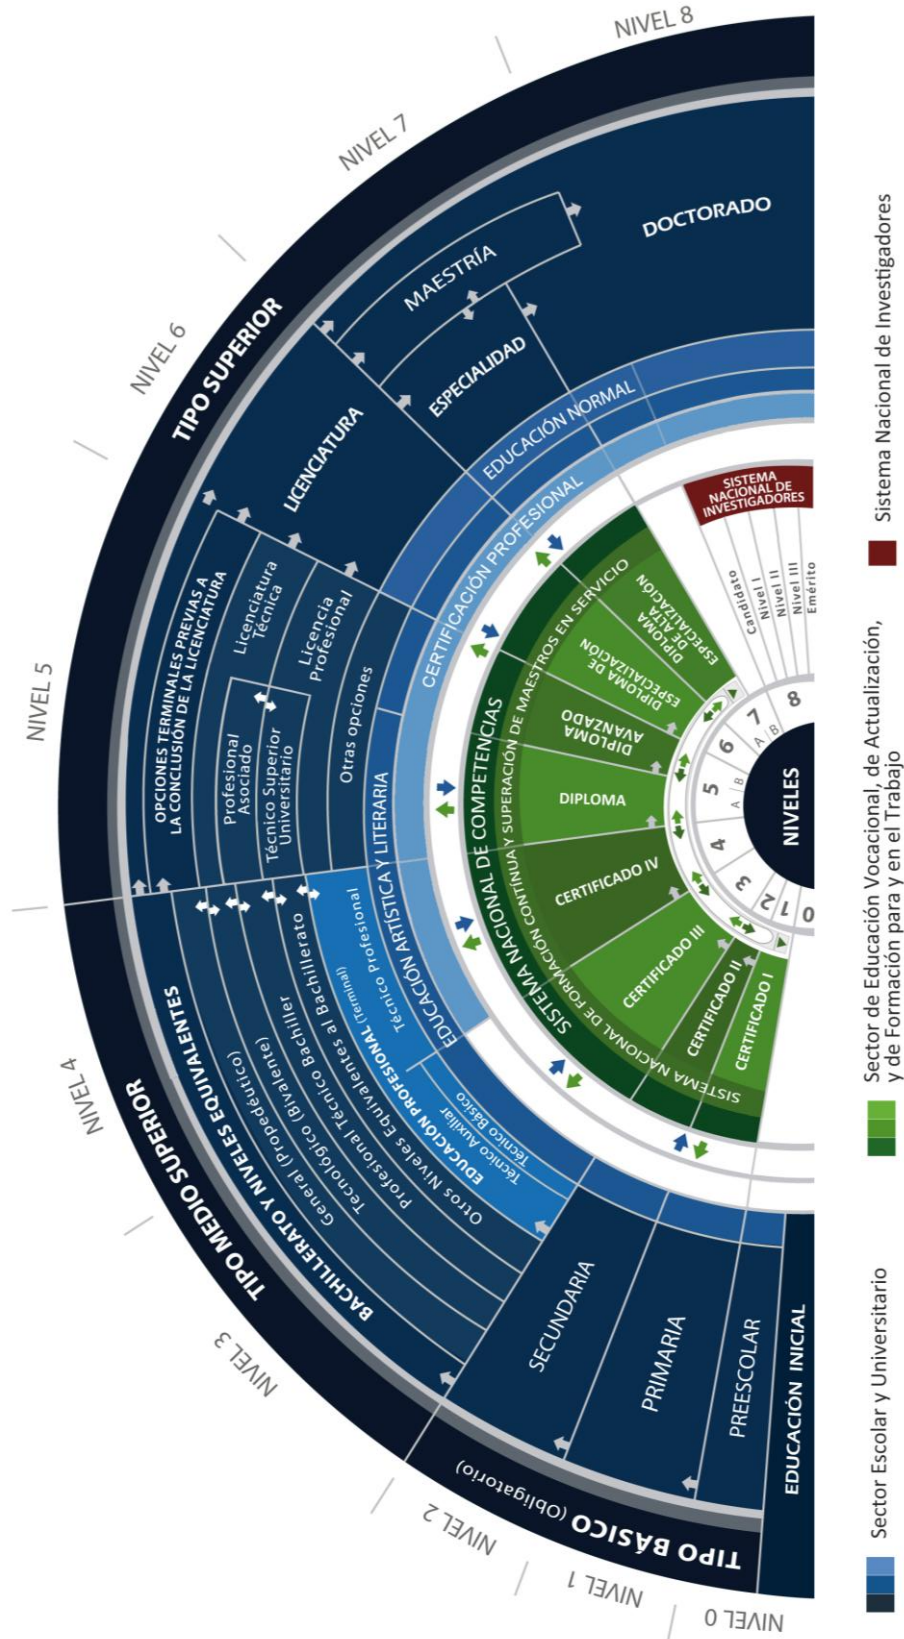 NIVEL 0
NIVEL 1
NIVEL 2
NIVEL 3
NIVEL 4
NIVEL 5
NIVEL 6
NIVEL 7
NIVEL 8
TIPO BÁSICO (Obligatorio)
TIPO MEDIO SUPERIOR
TIPO SUPERIOR
EDUCACIÓN INICIAL
PREESCOLAR
PRIMARIA
SECUNDARIA
BACHILLERATO Y NIVELES EQUIVALENTES
General (Propedéutico)
Tecnológico (Bivalente)
Profesional Técnico Bachiller
Otros Niveles Equivalentes al Bachillerato
EDUCACIÓN PROFESIONAL (Terminal)
Técnico Profesional
Técnico Auxiliar
Técnico Básico
OPCIONES TERMINALES PREVIAS A
LA CONCLUSIÓN DE LA LICENCIATURA
Profesional
Asociado
Técnico Superior
Universitario
Licenciatura
Técnica
Licencia
Profesional
Otras opciones
LICENCIATURA
ESPECIALIDAD
MAESTRÍA
DOCTORADO
EDUCACIÓN ARTÍSTICA Y LITERARIA
EDUCACIÓN NORMAL
CERTIFICACIÓN PROFESIONAL
SISTEMA NACIONAL DE COMPETENCIAS
SISTEMA NACIONAL DE FORMACIÓN CONTÍNUA Y SUPERACIÓN DE MAESTROS EN SERVICIO
CERTIFICADO I
CERTIFICADO II
CERTIFICADO III
CERTIFICADO IV
DIPLOMA
DIPLOMA
AVANZADO
DIPLOMA DE
ESPECIALIZACIÓN
DIPLOMA
DE ALTA
ESPECIALIZACIÓN
SISTEMA
NACIONAL DE
INVESTIGADORES
Candidato
Nivel I
Nivel II
Nivel III
Emérito
0
1
2
3
4
5
A
B
6
7
A
B
8
NIVELES
Sector Escolar y Universitario
Sector de Educación Vocacional, de Actualización,
y de Formación para y en el Trabajo
Sistema Nacional de Investigadores